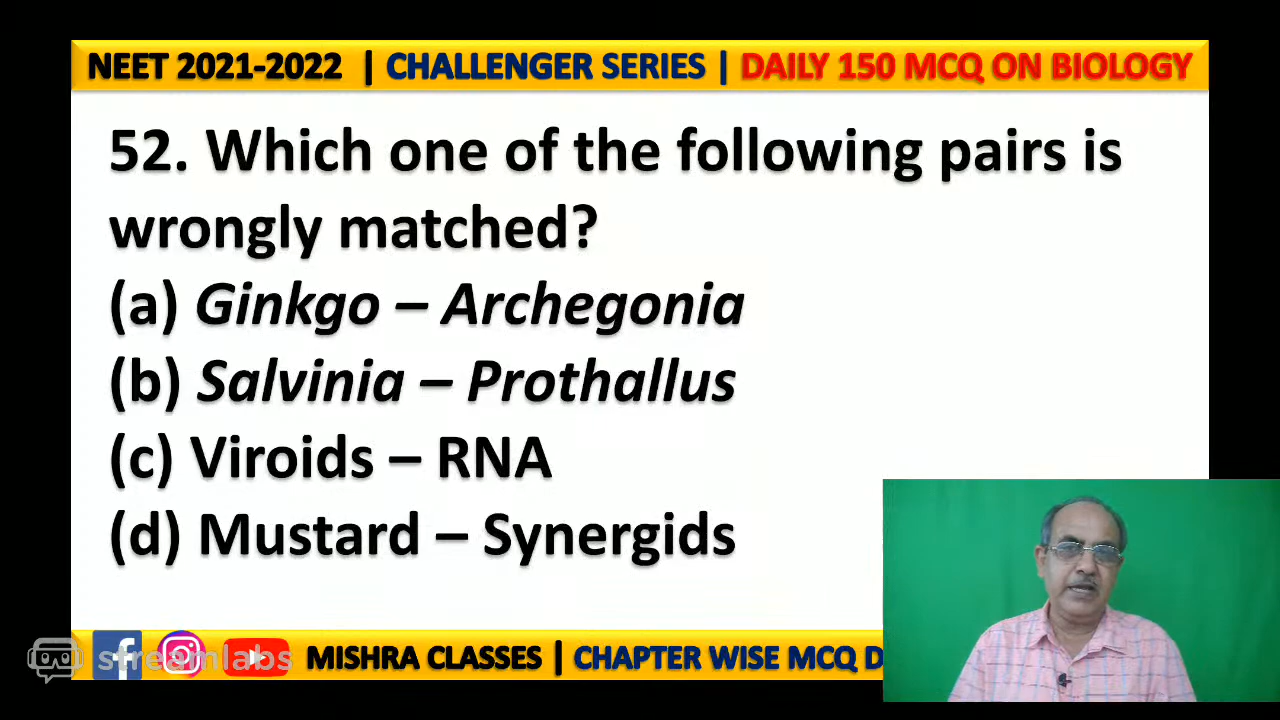 NEET 2021-2022 | CHALLENGER SERIES | DAILY 150 MCQ ON BIOLOGY
52. Which one of the following pairs is
wrongly matched?
(a) Ginkgo – Archegonia
(b) Salvinia – Prothallus
(c) Viroids – RNA
(d) Mustard – Synergids
streamlabs
MISHRA CLASSES | CHAPTER WISE MCQ D